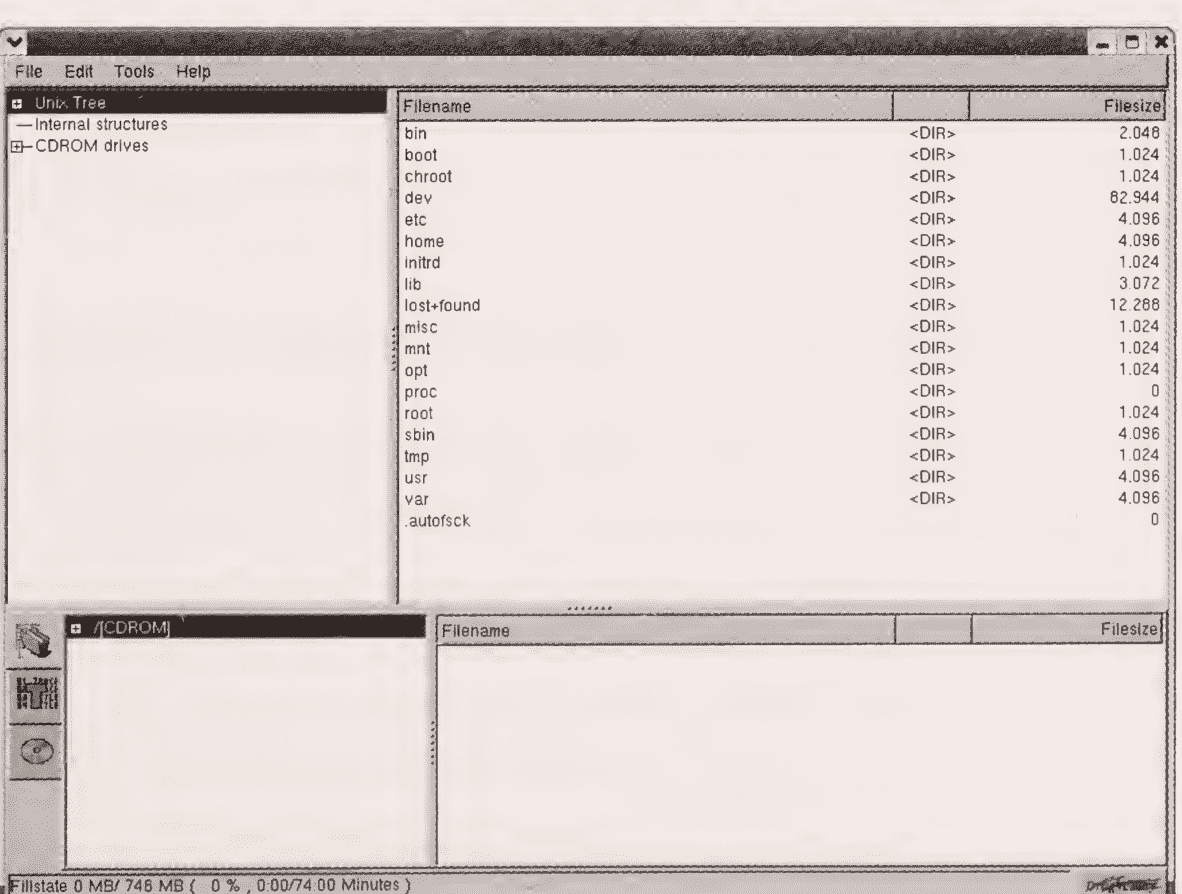 File Edit Tools Help
Unix Tree
Internal structures
CDROM drives
Filename Filesize
bin <DIR> 2.048
boot <DIR> 1.024
chroot <DIR> 1.024
dev <DIR> 82.944
etc <DIR> 4.096
home <DIR> 4.096
initrd <DIR> 1.024
lib <DIR> 3.072
lost+found <DIR> 12.288
misc <DIR> 1.024
mnt <DIR> 1.024
opt <DIR> 1.024
proc <DIR> 0
root <DIR> 1.024
sbin <DIR> 4.096
tmp <DIR> 1.024
usr <DIR> 4.096
var <DIR> 4.096
.autofsck 0
/[CDROM]
Filename Filesize
Fillstate 0 MB/ 746 MB ( 0 % , 0:00/74:00 Minutes )